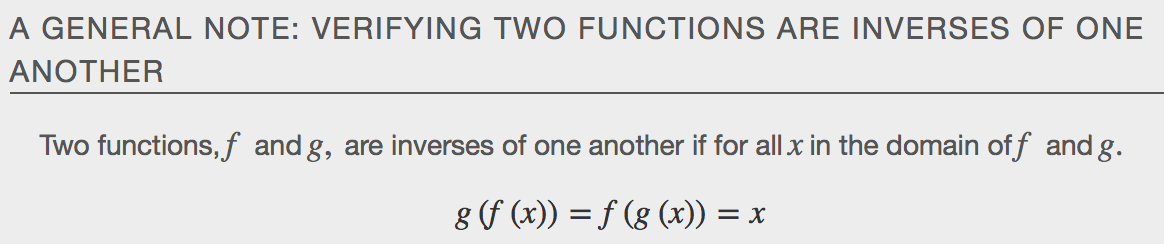 A GENERAL NOTE: VERIFYING TWO FUNCTIONS ARE INVERSES OF ONE
ANOTHER
Two functions, f and g, are inverses of one another if for all x in the domain of f and g.
g (f (x)) = f (g (x)) = x